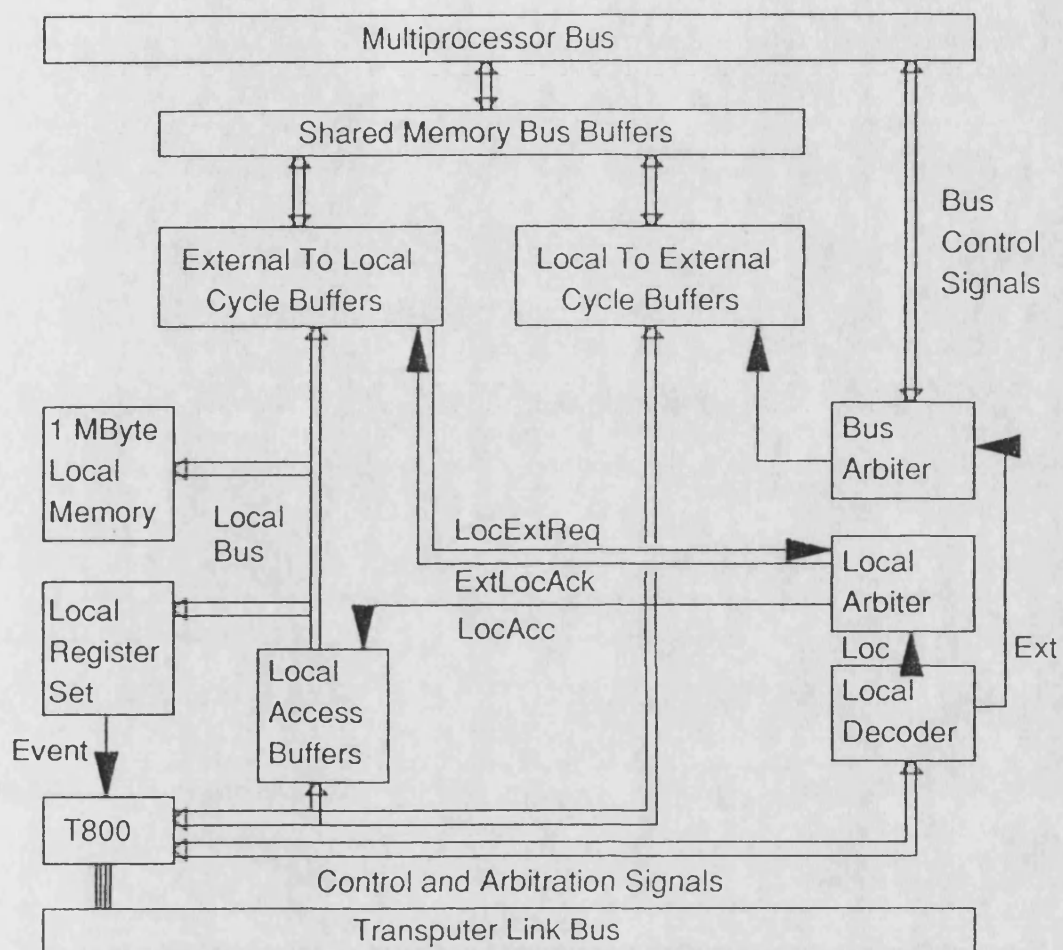 Multiprocessor Bus
Shared Memory Bus Buffers
External To Local
Cycle Buffers
Local To External
Cycle Buffers
Bus
Control
Signals
1 MByte
Local
Memory
Local
Bus
Bus
Arbiter
LocExtReq
ExtLocAck
LocAcc
Local
Arbiter
Local
Register
Set
Local
Access
Buffers
Loc
Ext
Local
Decoder
Event
T800
Control and Arbitration Signals
Transputer Link Bus